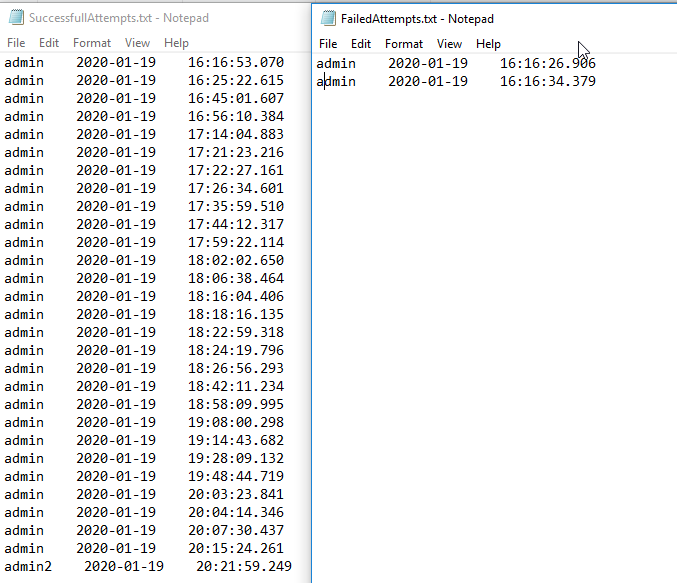 SuccessfullAttempts.txt - Notepad
File Edit Format View Help
admin 2020-01-19 16:16:53.070
admin 2020-01-19 16:25:22.615
admin 2020-01-19 16:45:01.607
admin 2020-01-19 16:56:10.384
admin 2020-01-19 17:14:04.883
admin 2020-01-19 17:21:23.216
admin 2020-01-19 17:22:27.161
admin 2020-01-19 17:26:34.601
admin 2020-01-19 17:35:59.510
admin 2020-01-19 17:44:12.317
admin 2020-01-19 17:59:22.114
admin 2020-01-19 18:02:02.650
admin 2020-01-19 18:06:38.464
admin 2020-01-19 18:16:04.406
admin 2020-01-19 18:18:16.135
admin 2020-01-19 18:22:59.318
admin 2020-01-19 18:24:19.796
admin 2020-01-19 18:26:56.293
admin 2020-01-19 18:42:11.234
admin 2020-01-19 18:58:09.995
admin 2020-01-19 19:08:00.298
admin 2020-01-19 19:14:43.682
admin 2020-01-19 19:28:09.132
admin 2020-01-19 19:48:44.719
admin 2020-01-19 20:03:23.841
admin 2020-01-19 20:04:14.346
admin 2020-01-19 20:07:30.437
admin 2020-01-19 20:15:24.261
admin2 2020-01-19 20:21:59.249
FailedAttempts.txt - Notepad
File Edit Format View Help
admin 2020-01-19 16:16:26.906
admin 2020-01-19 16:16:34.379